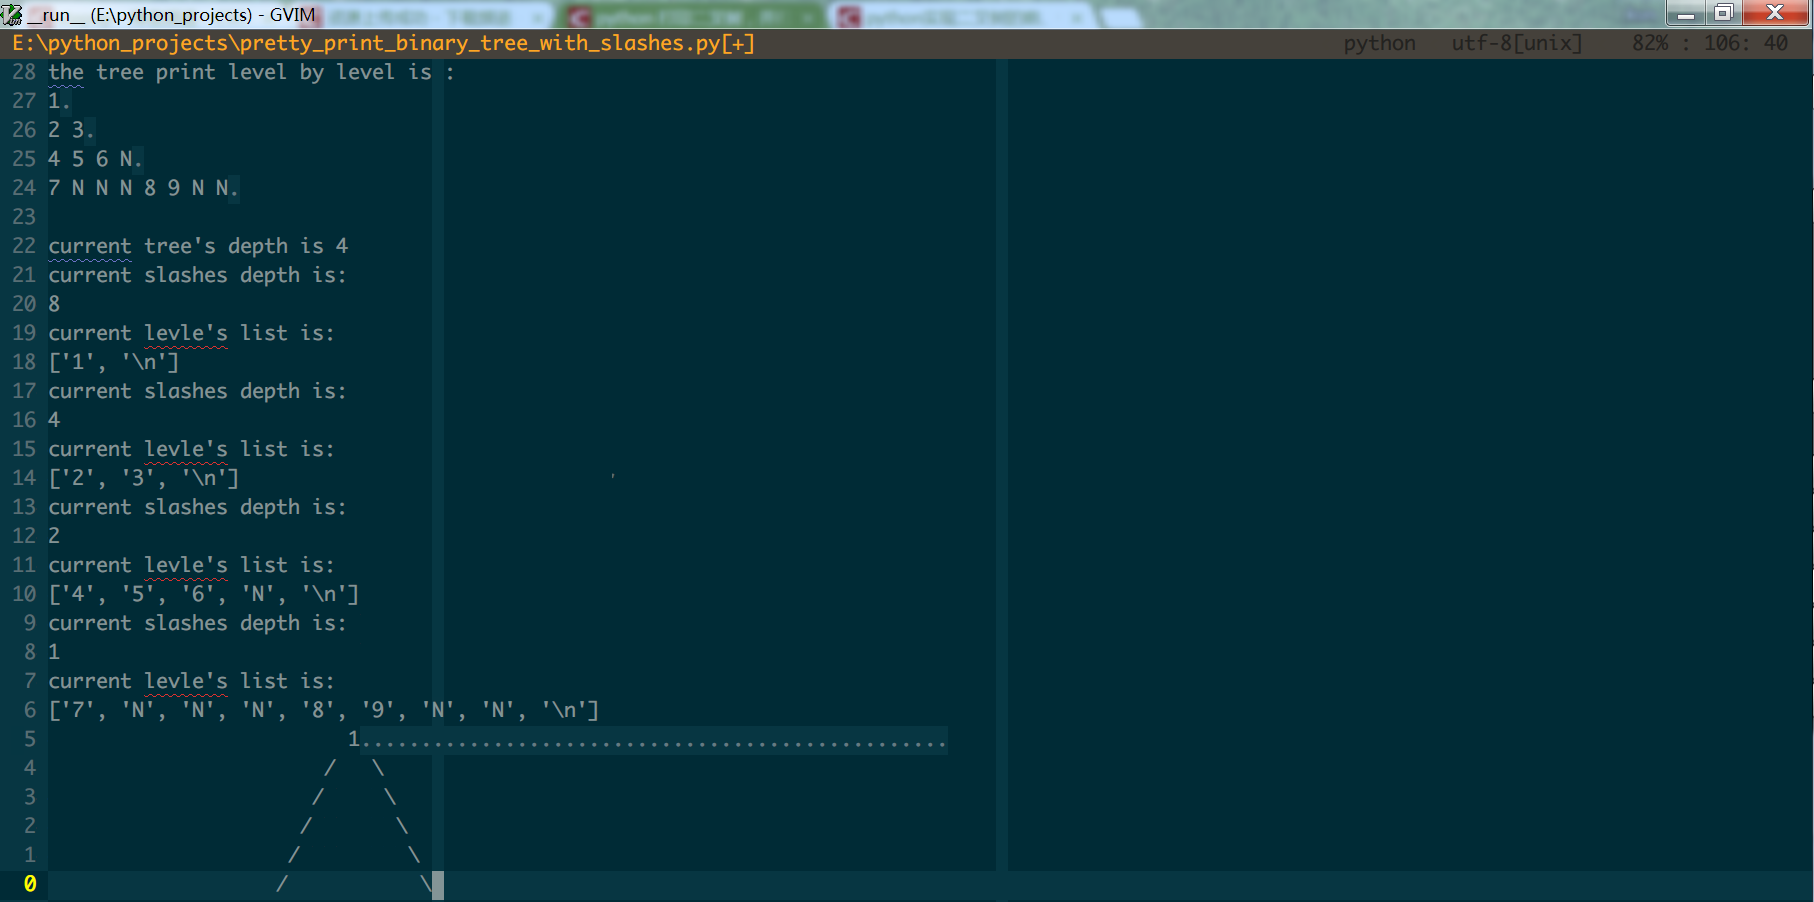 __run__ (E:\python_projects) - GVIM
E:\python_projects\pretty_print_binary_tree_with_slashes.py[+] python utf-8[unix] 82% : 106: 40
28 the tree print level by level is :
27 1.
26 2 3.
25 4 5 6 N.
24 7 N N N 8 9 N N.
23
22 current tree's depth is 4
21 current slashes depth is:
20 8
19 current levle's list is:
18 ['1', '\n']
17 current slashes depth is:
16 4
15 current levle's list is:
14 ['2', '3', '\n']
13 current slashes depth is:
12 2
11 current levle's list is:
10 ['4', '5', '6', 'N', '\n']
9 current slashes depth is:
8 1
7 current levle's list is:
6 ['7', 'N', 'N', 'N', '8', '9', 'N', 'N', '\n']
5                          1.................................................
4                        /   \
3                       /     \
2                      /       \
1                     /         \
0                    /           \